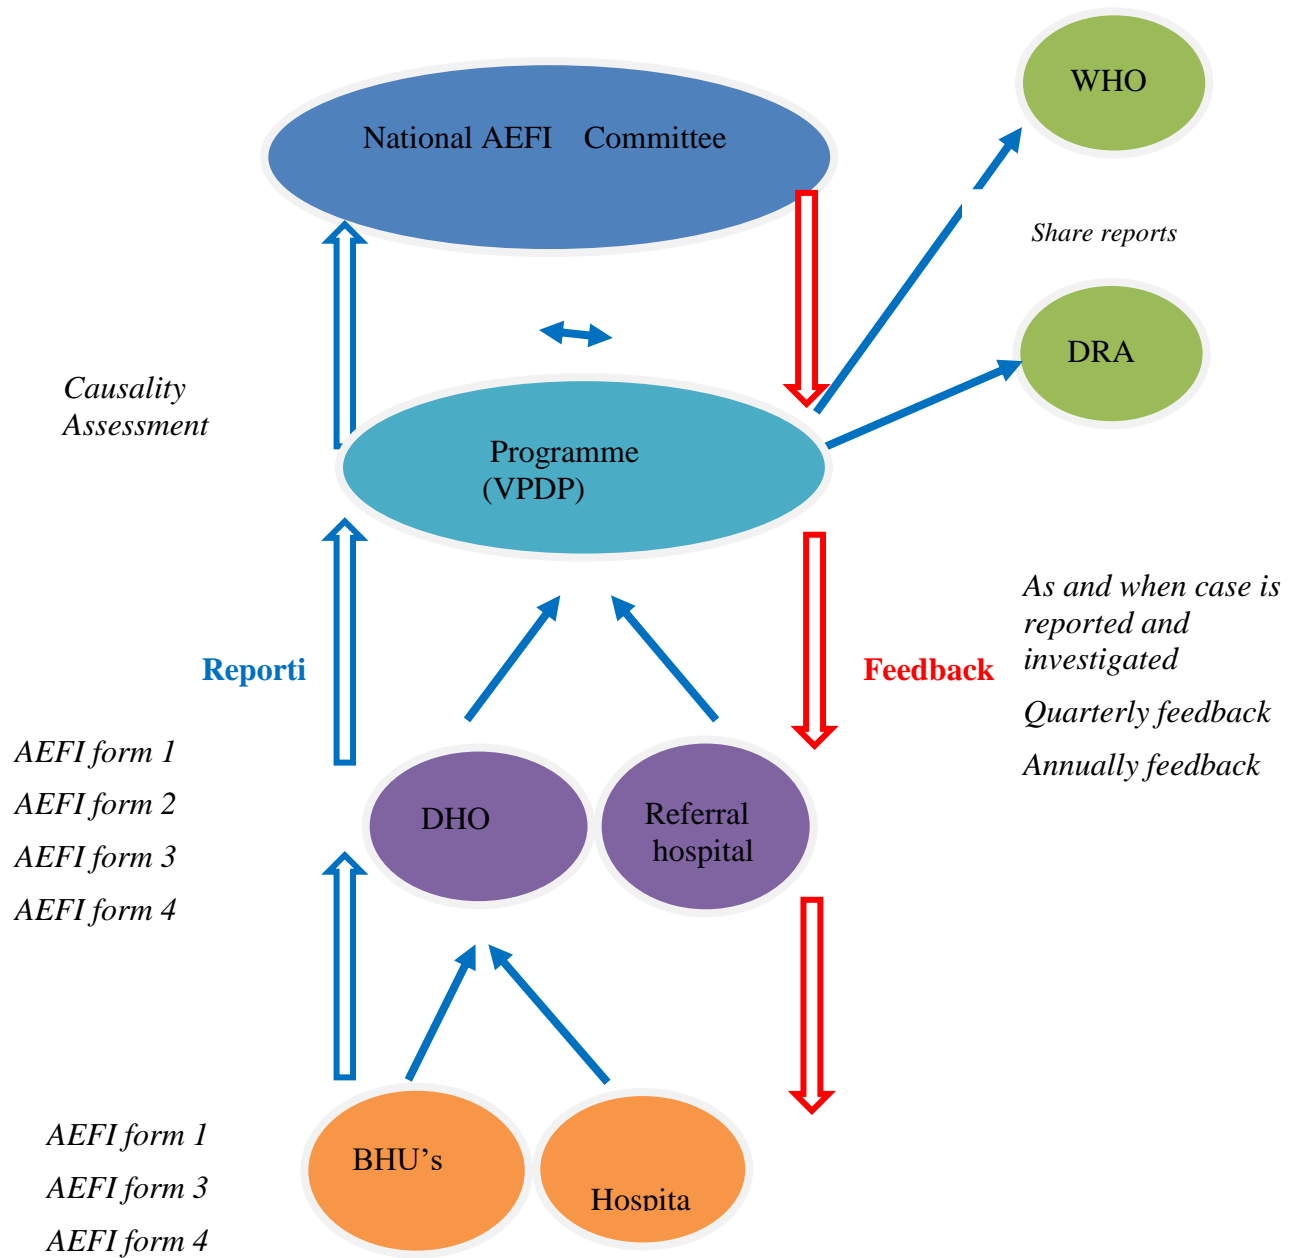 WHO
National AEFI Committee
Share reports
DRA
Causality
Assessment
Programme
(VPDP)
As and when case is
reported and
investigated
Reporti
Feedback
Quarterly feedback
Annually feedback
AEFI form 1
AEFI form 2
AEFI form 3
AEFI form 4
DHO
Referral
hospital
AEFI form 1
AEFI form 3
AEFI form 4
BHU's
Hospita